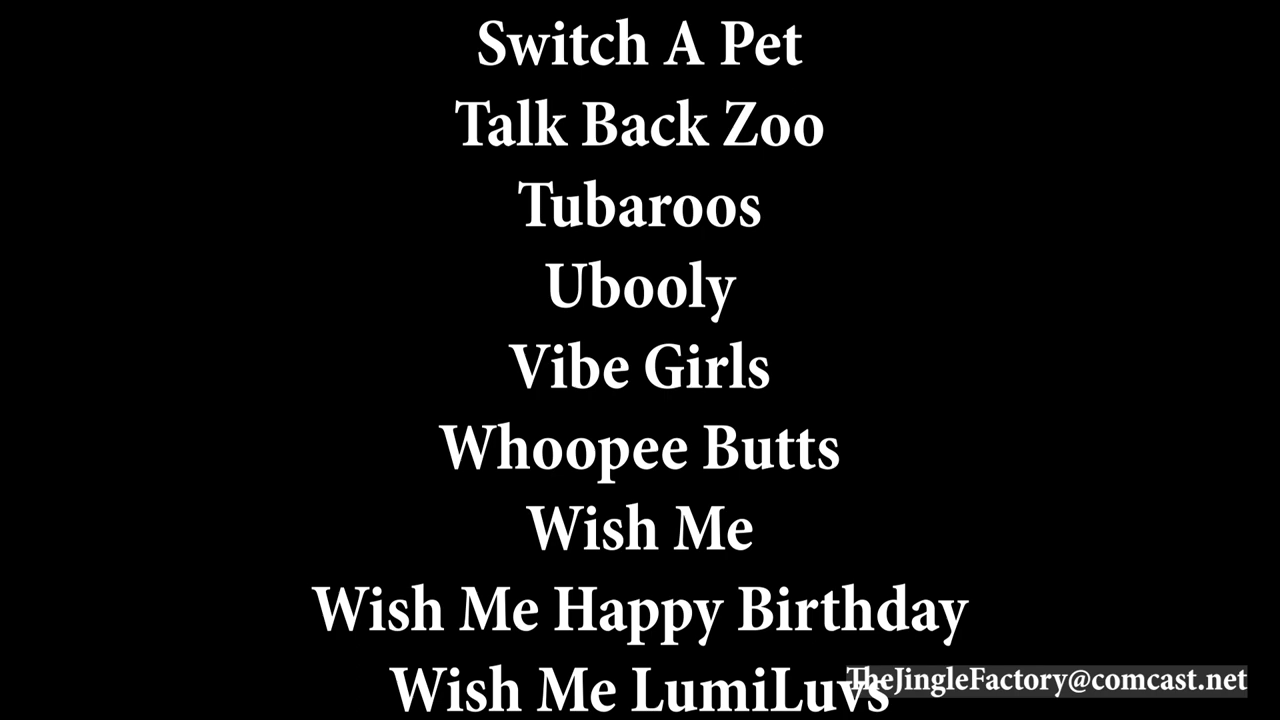 Switch A Pet
Talk Back Zoo
Tubaroos
Ubooly
Vibe Girls
Whoopee Butts
Wish Me
Wish Me Happy Birthday
Wish Me LumiLuvs
TheJingleFactory@comcast.net